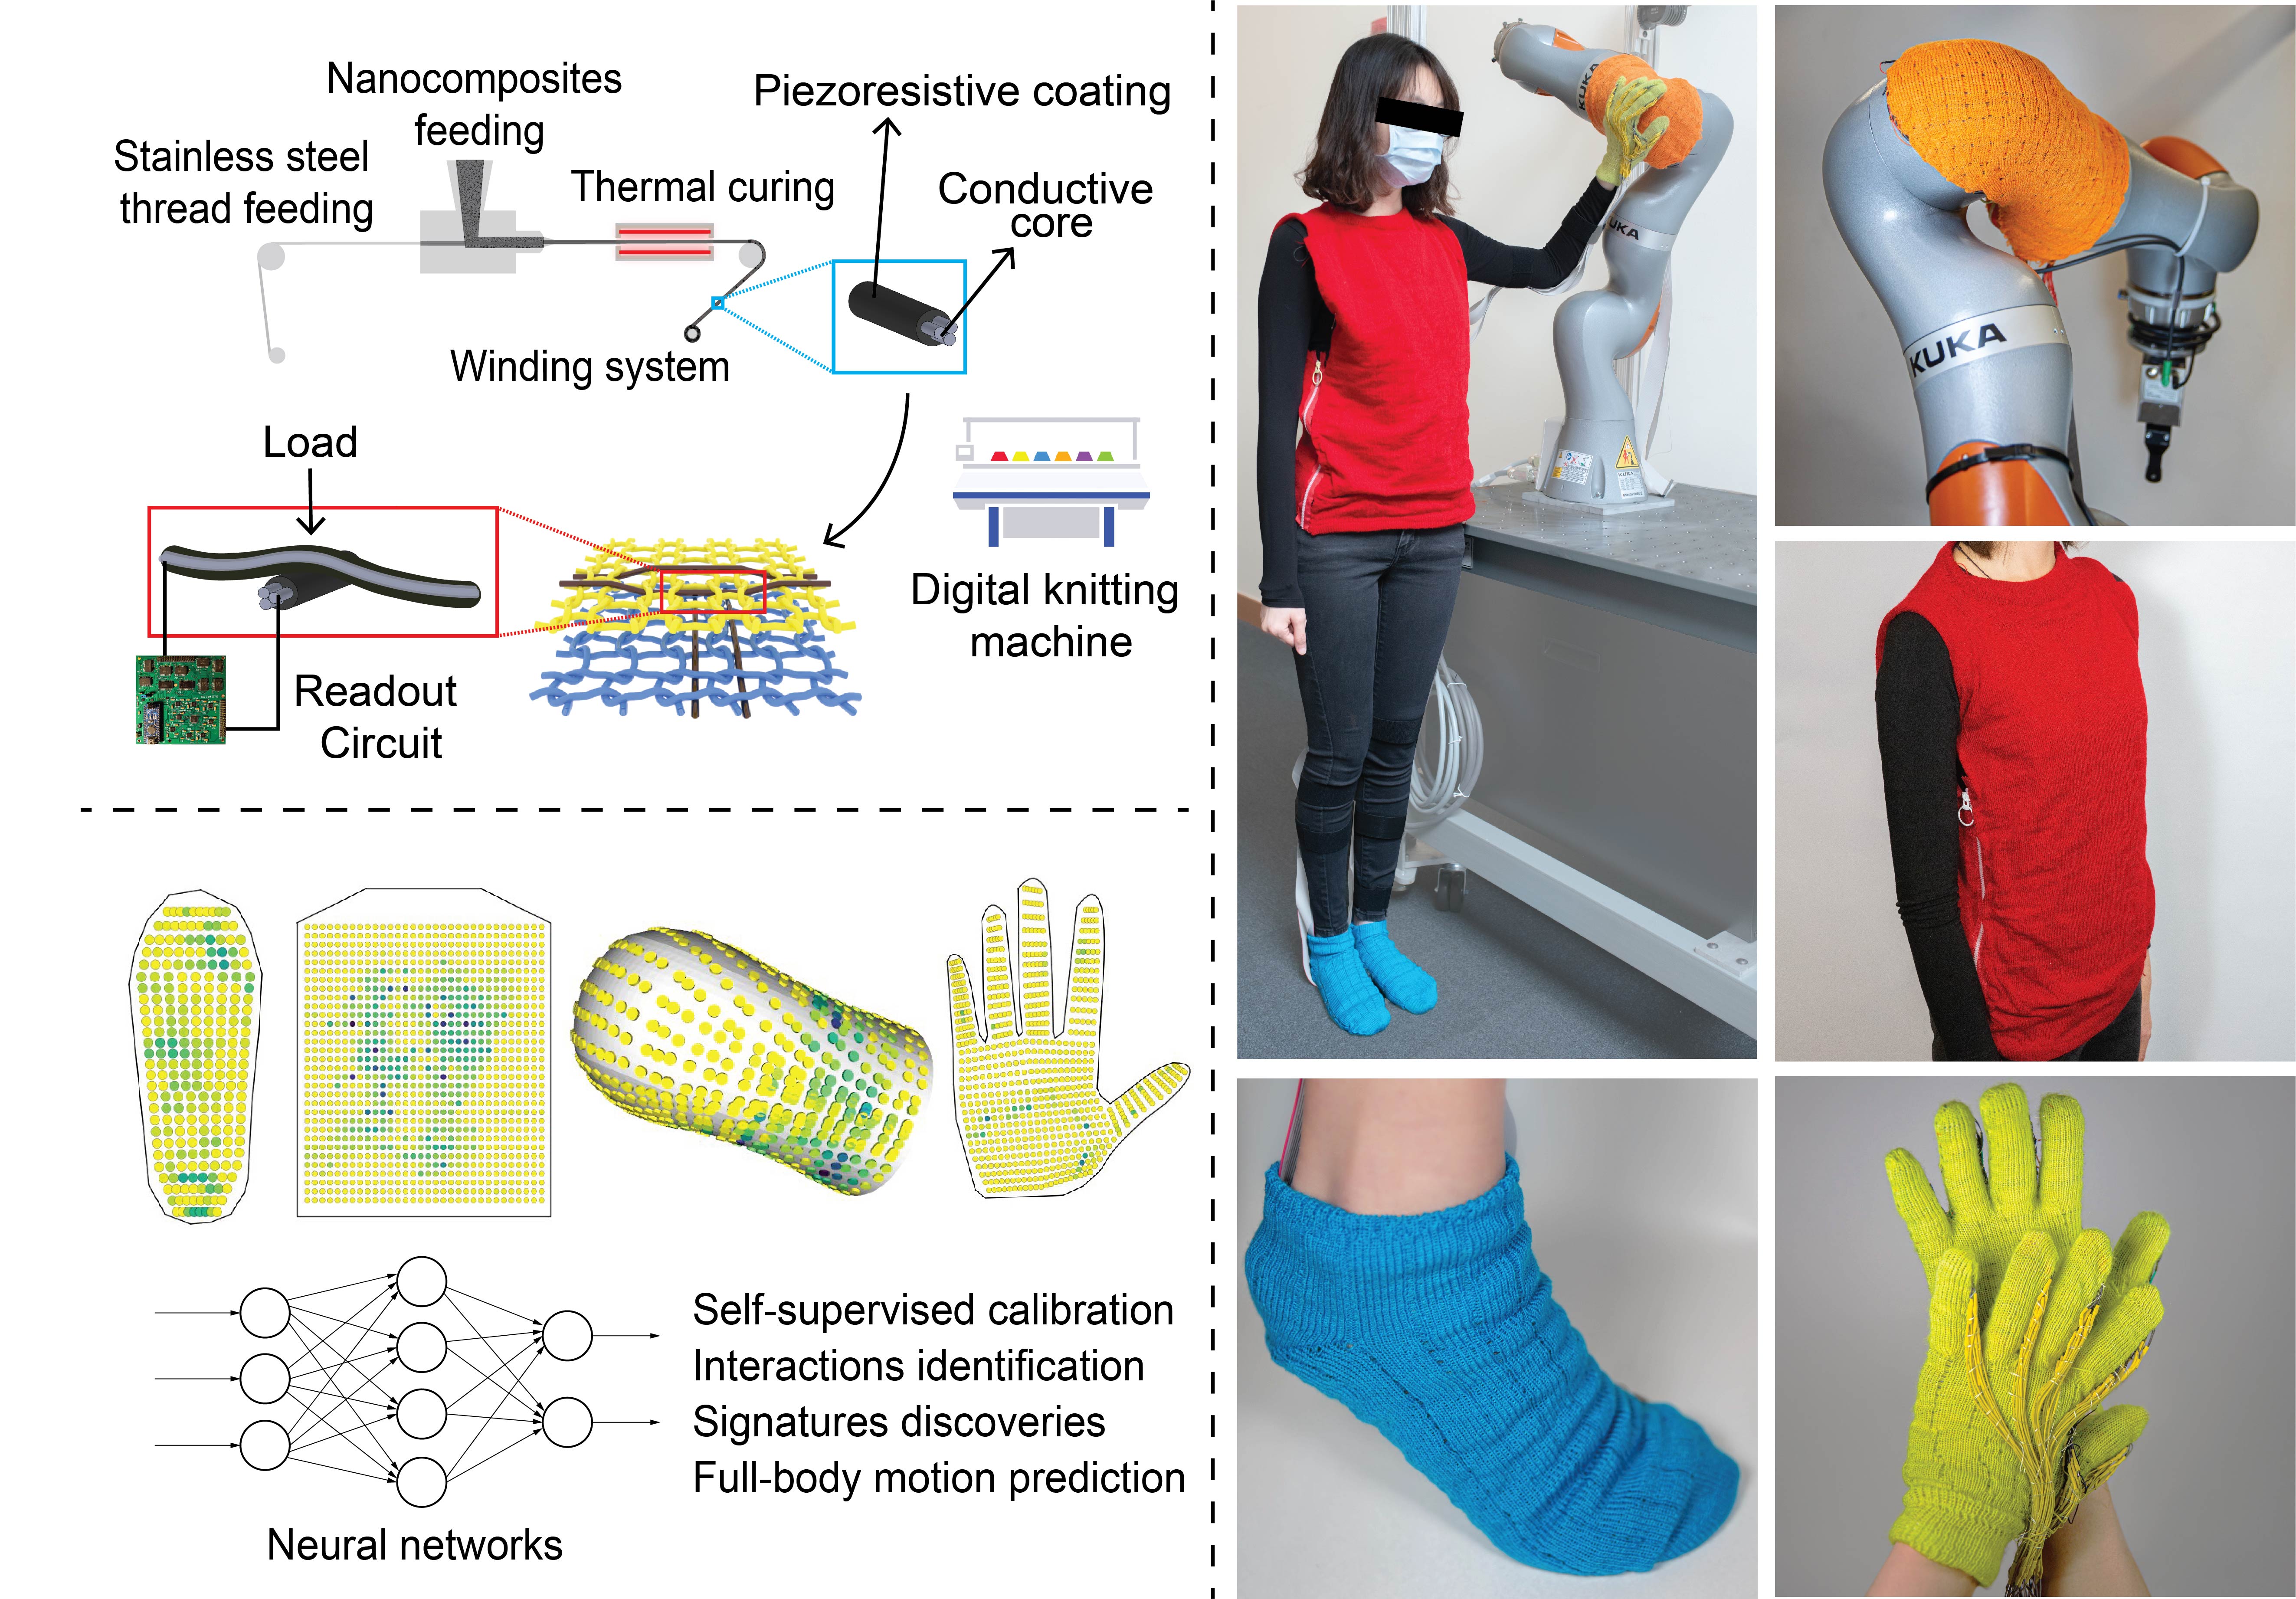 Nanocomposites
feeding
Piezoresistive coating
Stainless steel
thread feeding
Thermal curing
Conductive
core
Winding system
Load
Digital knitting
machine
Readout
Circuit
Self-supervised calibration
Interactions identification
Signatures discoveries
Full-body motion prediction
Neural networks
KUKA
KUKA
KUKA